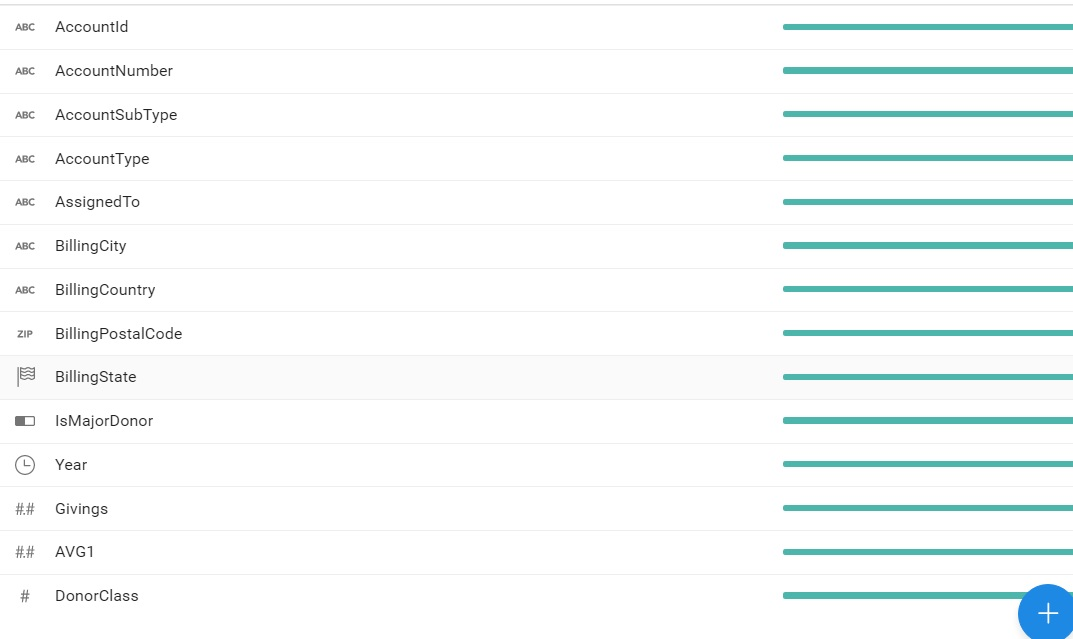 ABC AccountId
ABC AccountNumber
ABC AccountSubType
ABC AccountType
ABC AssignedTo
ABC BillingCity
ABC BillingCountry
ZIP BillingPostalCode
BillingState
IsMajorDonor
Year
#.# Givings
#.# AVG1
# DonorClass